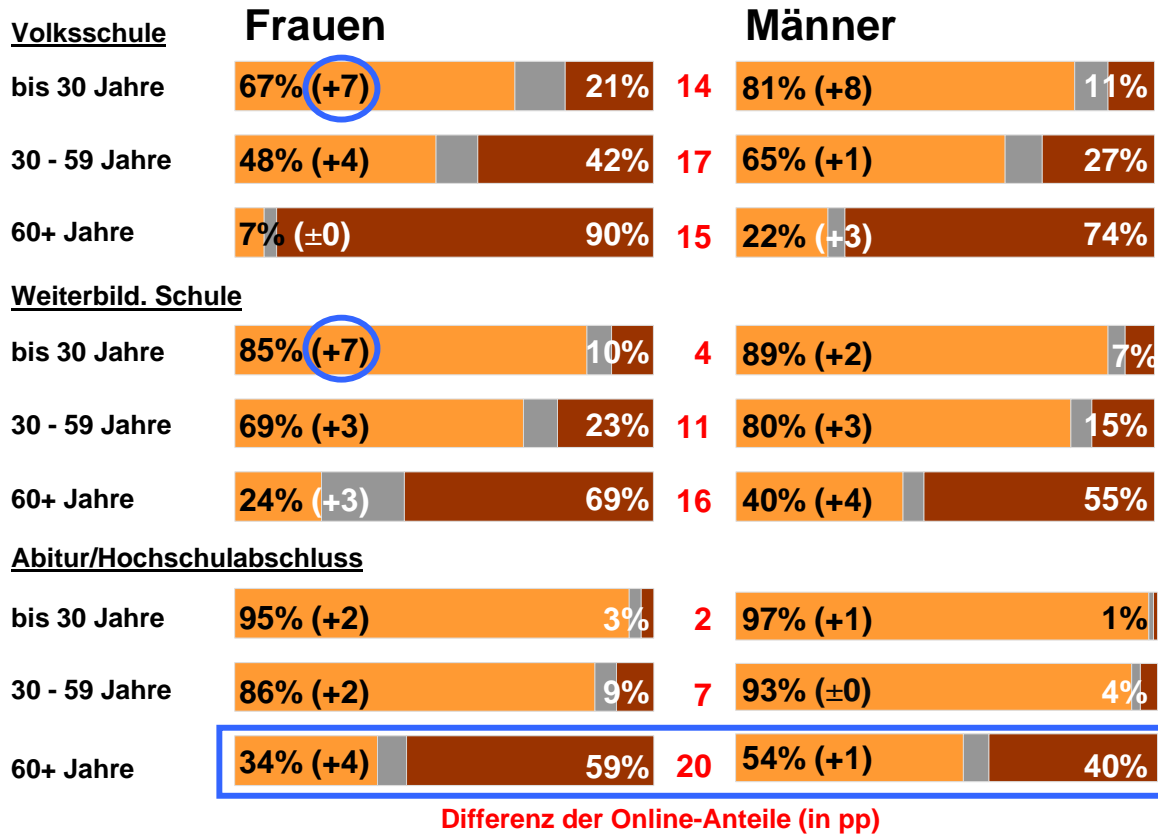 Volksschule Frauen Männer
bis 30 Jahre 67% (+7) 21% 14 81% (+8) 11%
30 - 59 Jahre 48% (+4) 42% 17 65% (+1) 27%
60+ Jahre 7% (±0) 90% 15 22% (+3) 74%
Weiterbild. Schule
bis 30 Jahre 85% (+7) 10% 4 89% (+2) 7%
30 - 59 Jahre 69% (+3) 23% 11 80% (+3) 15%
60+ Jahre 24% (+3) 69% 16 40% (+4) 55%
Abitur/Hochschulabschluss
bis 30 Jahre 95% (+2) 3% 2 97% (+1) 1%
30 - 59 Jahre 86% (+2) 9% 7 93% (±0) 4%
60+ Jahre 34% (+4) 59% 20 54% (+1) 40%
Differenz der Online-Anteile (in pp)